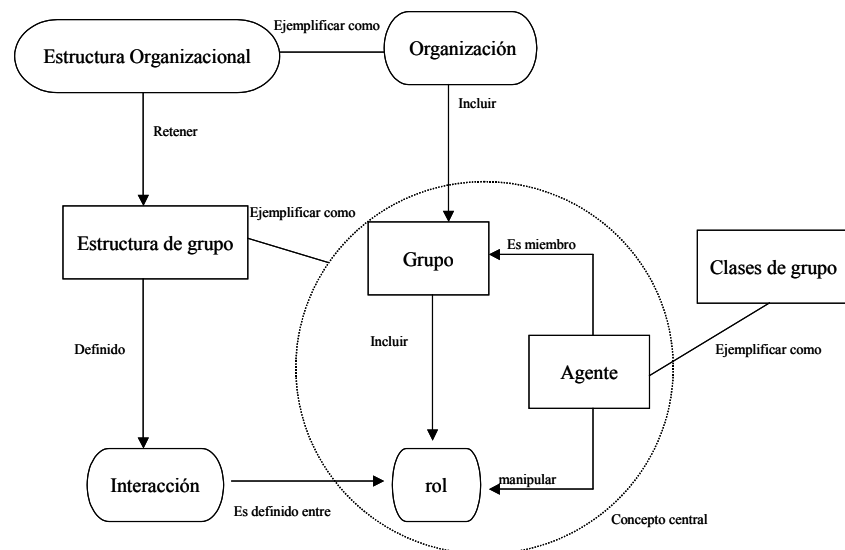 Ejemplificar como
Estructura Organizacional
Organización
Incluir
Retener
Ejemplificar como
Estructura de grupo
Es miembro
Grupo
Clases de grupo
Definido
Incluir
Ejemplificar como
Agente
Interacción
rol
manipular
Es definido entre
Concepto central